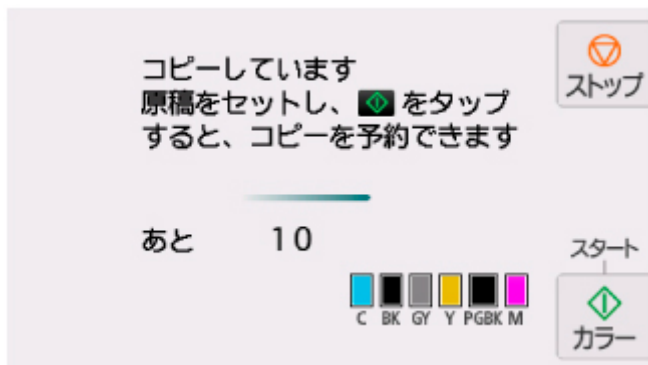 コピーしています
原稿をセットし、をタップ
すると、コピーを予約できます
あと 10
ストップ
C BK GY Y PGBK M
スタート
カラー